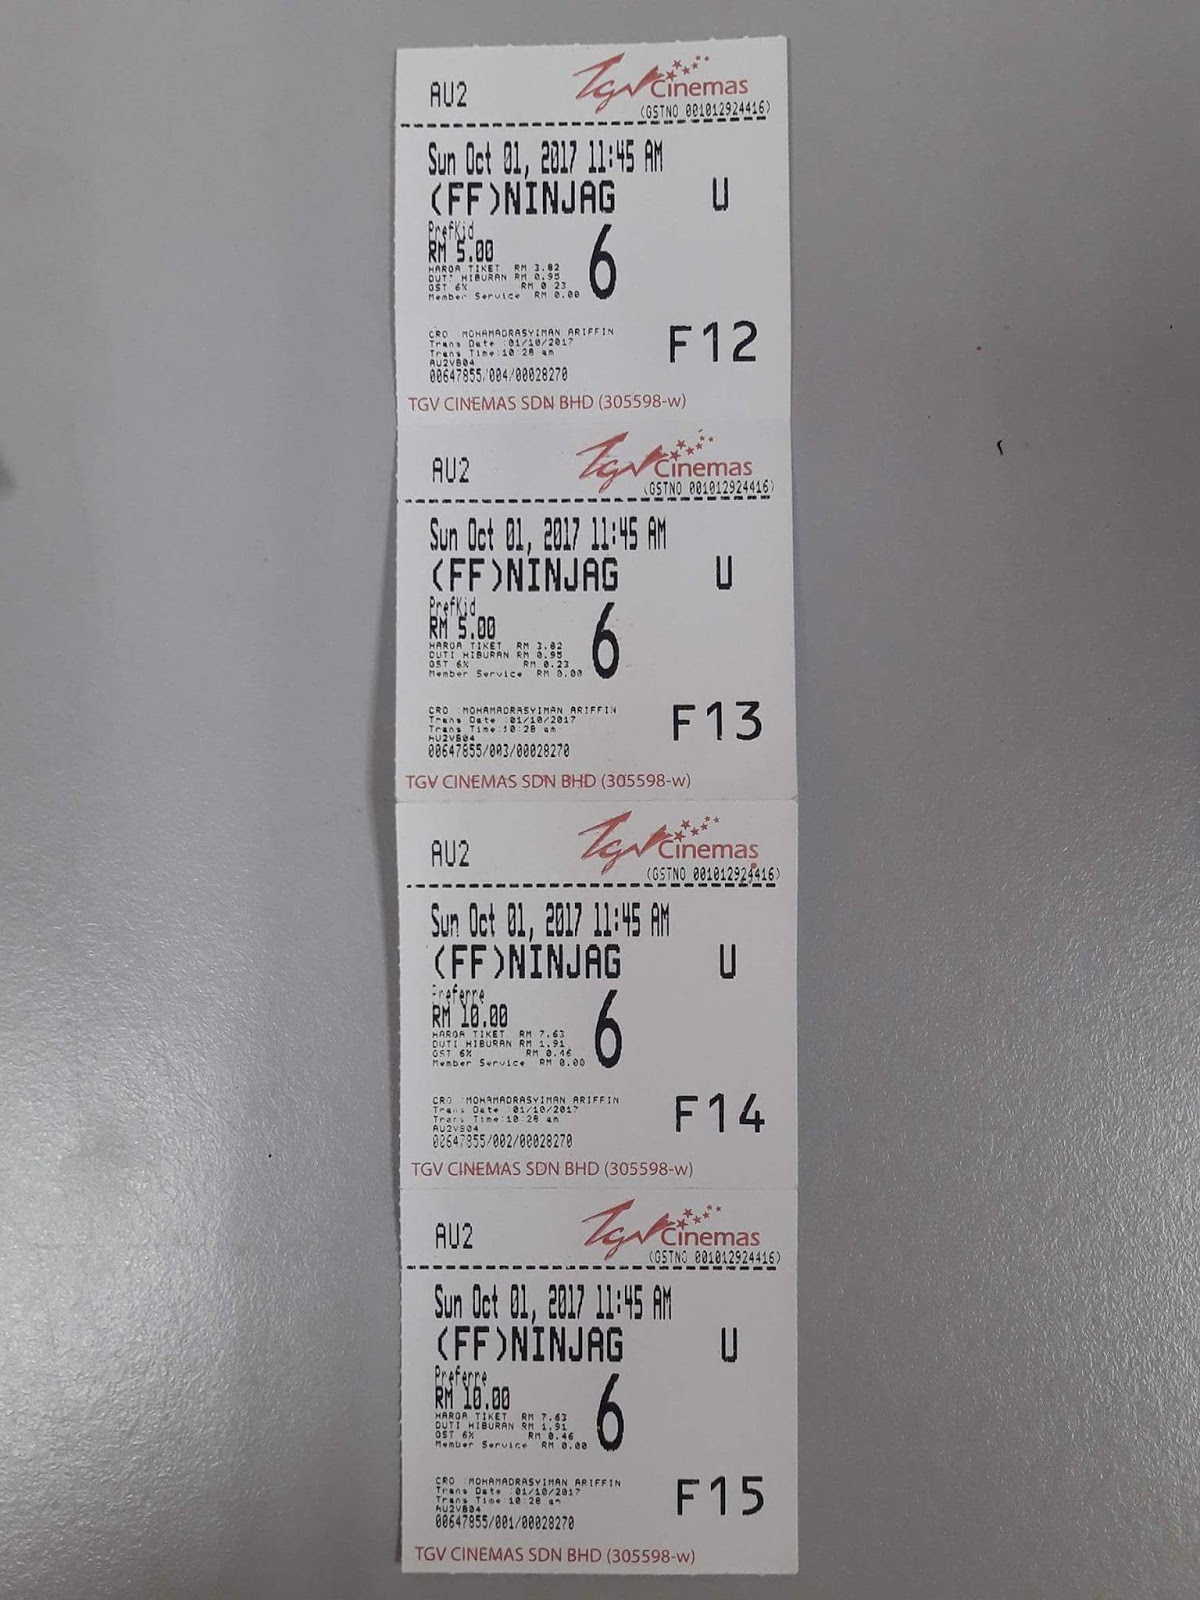 AU2
TGV Cinemas
(GSTNO 001012924416)
Sun Oct 01, 2017 11:45 AM
(FF)NINJAG U
PrefKid
RM 5.00
6
HARGA TIKET RM 3.82
DUTI HIBURAN RM 0.95
GST 6% RM 0.23
Member Service RM 0.00
CRO :MOHAMADRASYIMAN ARIFFIN
Trans Date :01/10/2017
Trans Time:10:28 am
AU2VB04
F12
00647855/004/00028270
TGV CINEMAS SDN BHD (305598-w)
AU2
TGV Cinemas
(GSTNO 001012924416)
Sun Oct 01, 2017 11:45 AM
(FF)NINJAG U
PrefKid
RM 5.00
6
HARGA TIKET RM 3.82
DUTI HIBURAN RM 0.95
GST 6% RM 0.23
Member Service RM 0.00
CRO :MOHAMADRASYIMAN ARIFFIN
Trans Date :01/10/2017
Trans Time:10:28 am
AU2VB04
F13
00647855/003/00028270
TGV CINEMAS SDN BHD (305598-w)
AU2
TGV Cinemas
(GSTNO 001012924416)
Sun Oct 01, 2017 11:45 AM
(FF)NINJAG U
Preferre
RM 10.00
6
HARGA TIKET RM 7.63
DUTI HIBURAN RM 1.91
GST 6% RM 0.46
Member Service RM 0.00
CRO :MOHAMADRASYIMAN ARIFFIN
Trans Date :01/10/2017
Trans Time:10:28 am
AU2VB04
F14
00647855/002/00028270
TGV CINEMAS SDN BHD (305598-w)
AU2
TGV Cinemas
(GSTNO 001012924416)
Sun Oct 01, 2017 11:45 AM
(FF)NINJAG U
Preferre
RM 10.00
6
HARGA TIKET RM 7.63
DUTI HIBURAN RM 1.91
GST 6% RM 0.46
Member Service RM 0.00
CRO :MOHAMADRASYIMAN ARIFFIN
Trans Date :01/10/2017
Trans Time:10:28 am
AU2VB04
F15
00647855/001/00028270
TGV CINEMAS SDN BHD (305598-w)